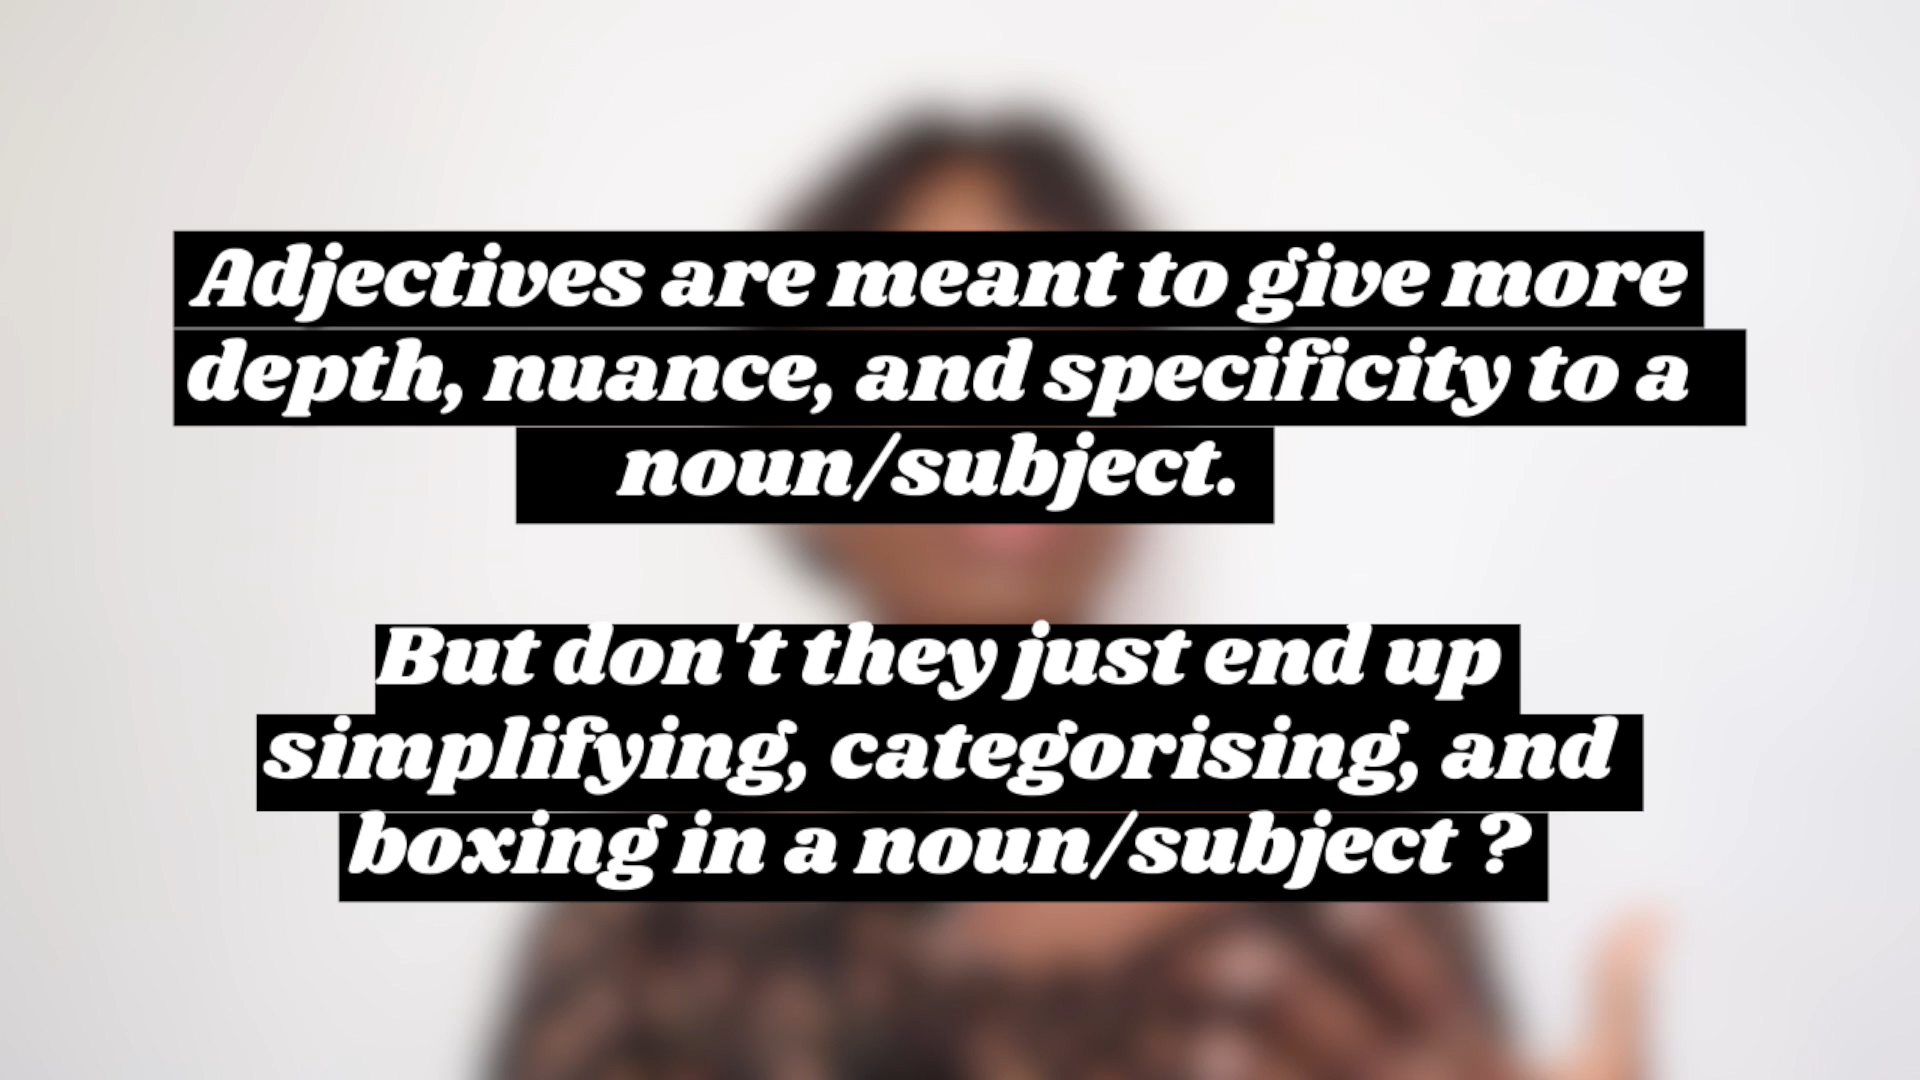 Adjectives are meant to give more
depth, nuance, and specificity to a
noun/subject.
But don't they just end up
simplifying, categorising, and
boxing in a noun/subject ?